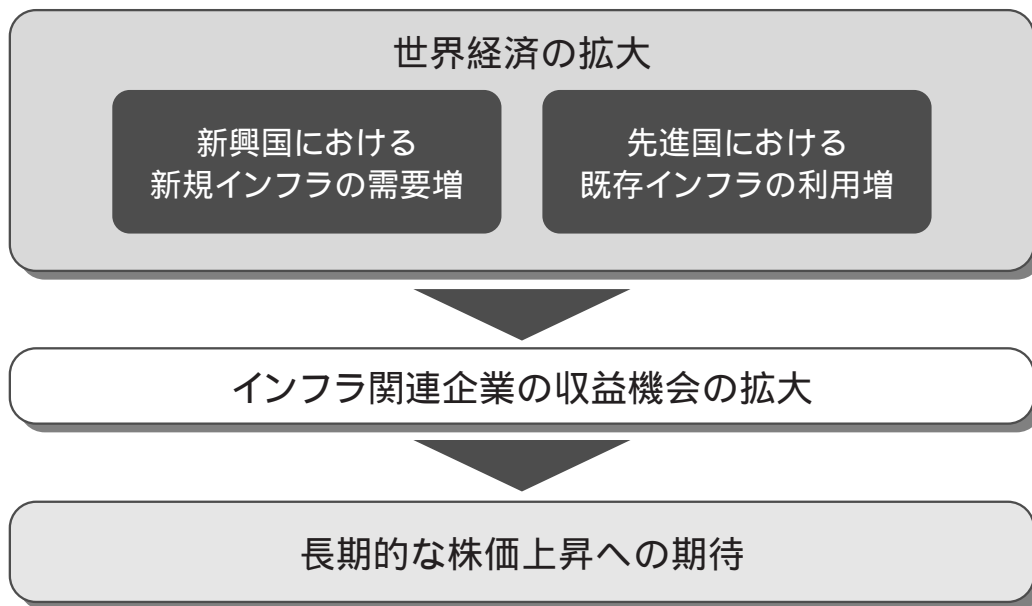 世界経済の拡大
新興国における
新規インフラの需要増
先進国における
既存インフラの利用増
インフラ関連企業の収益機会の拡大
長期的な株価上昇への期待